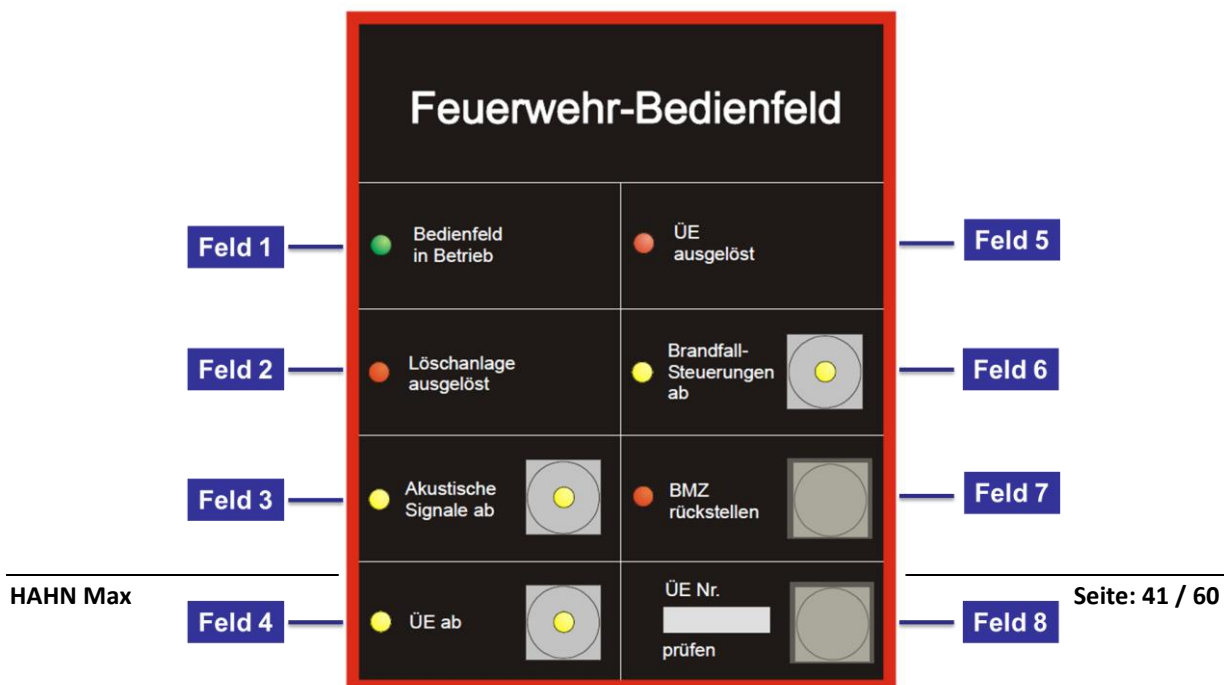 Feuerwehr-Bedienfeld
Feld 1
Bedienfeld
in Betrieb
ÜE
ausgelöst
Feld 5
Feld 2
Löschanlage
ausgelöst
Brandfall-
Steuerungen
ab
Feld 6
Feld 3
Akustische
Signale ab
BMZ
rückstellen
Feld 7
HAHN Max
Seite: 41 / 60
Feld 4
ÜE ab
ÜE Nr.
prüfen
Feld 8